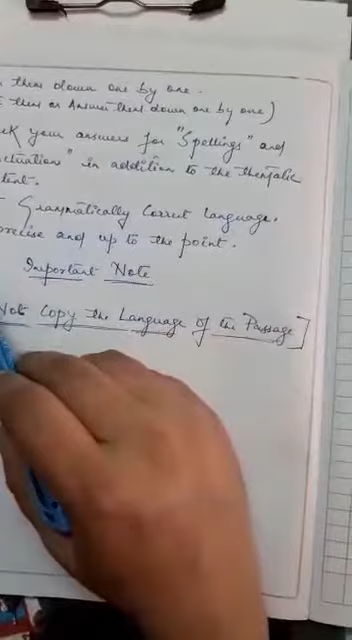 them down one by one.
them or Answer them down one by one)
your answers for "Spellings" and
" in addition to the thematic
Grammatically Correct Language.
precise and up to the point.
Important Note
Not Copy the Language of the Passage]